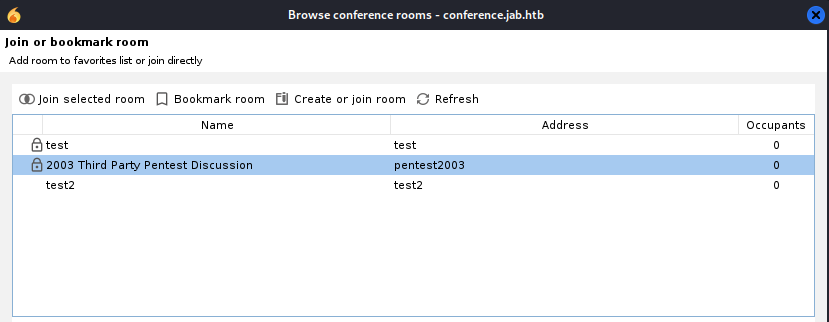 Browse conference rooms - conference.jab.htb
Join or bookmark room
Add room to favorites list or join directly
Join selected room Bookmark room Create or join room Refresh
Name Address Occupants
test test 0
2003 Third Party Pentest Discussion pentest2003 0
test2 test2 0